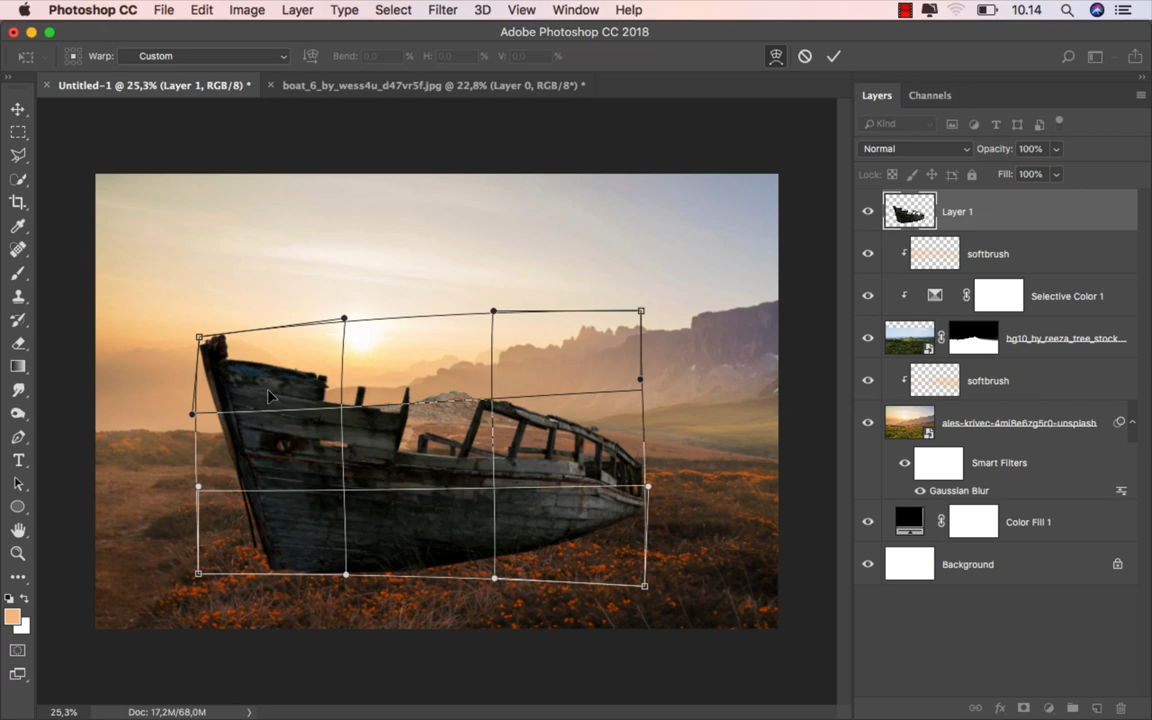 Photoshop CC File Edit Image Layer Type Select Filter 3D View Window Help 10.14
Adobe Photoshop CC 2018
Warp: Custom Bend: 0,0 % H: 0,0 % V: 0,0 %
× Untitled-1 @ 25,3% (Layer 1, RGB/8) * × boat_6_by_wess4u_d47vr5f.jpg @ 22,8% (Layer 0, RGB/8*) *
Layers Channels
Kind
Normal Opacity: 100%
Lock: Fill: 100%
Layer 1
softbrush
Selective Color 1
bg10_by_reeza_tree_stock...
softbrush
ales-krivec-4ml8e6zg5r0-unsplash
Smart Filters
Gaussian Blur
Color Fill 1
Background
25,3% Doc: 17,2M/68,0M